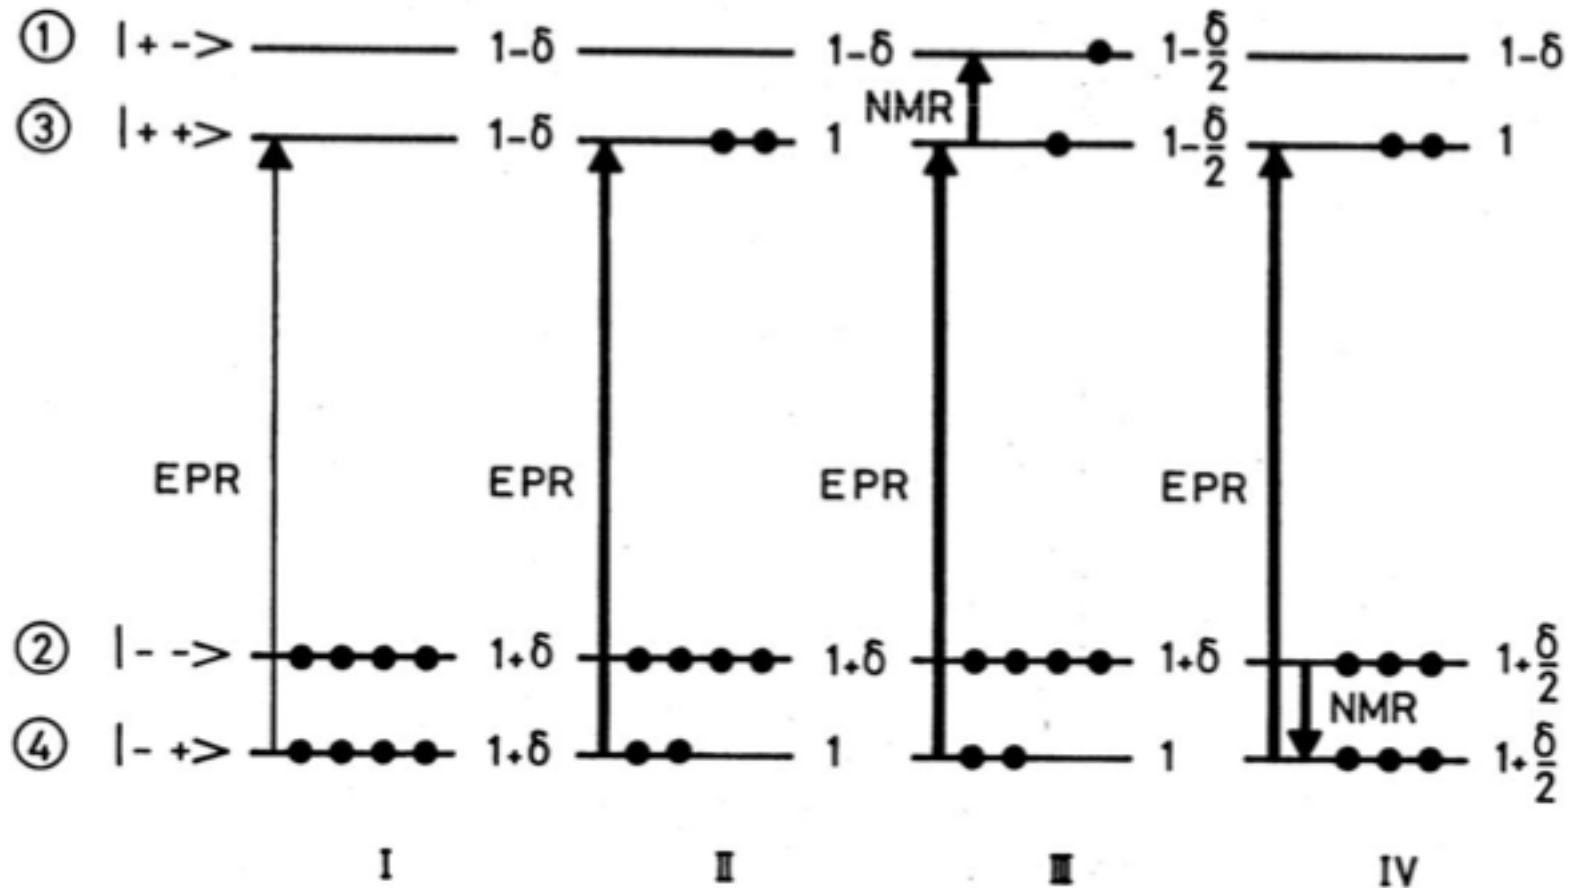 ① |+ -> 1-δ 1-δ 1-δ/2 1-δ
NMR
③ |+ +> 1-δ 1 1-δ/2 1
EPR EPR EPR EPR
② |- -> 1+δ 1+δ 1+δ 1+δ/2
NMR
④ |- +> 1+δ 1 1 1+δ/2
I II III IV